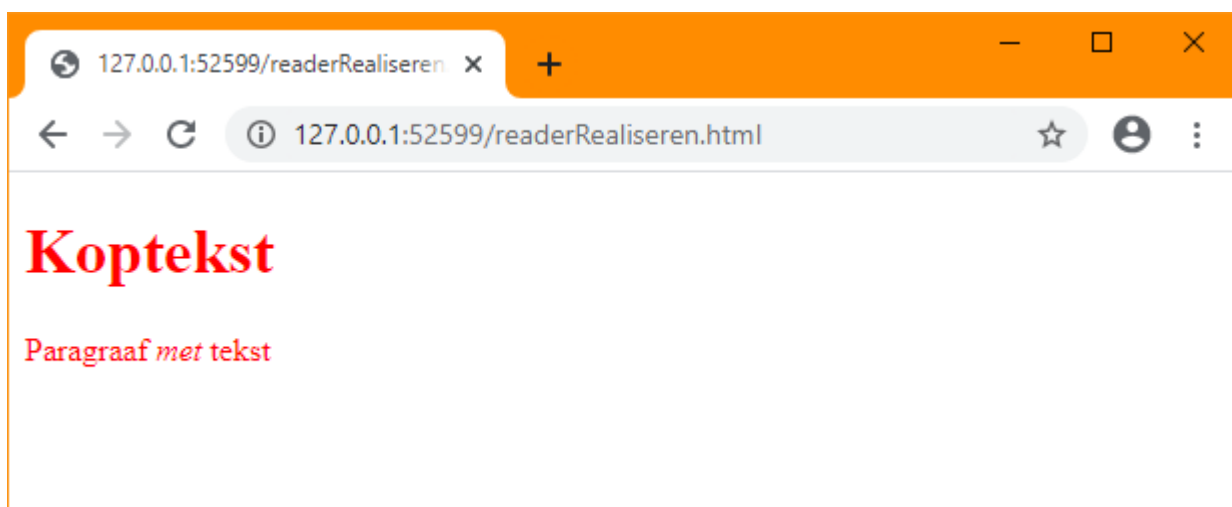 127.0.0.1:52599/readerRealiseren
127.0.0.1:52599/readerRealiseren.html
Koptekst
Paragraaf met tekst